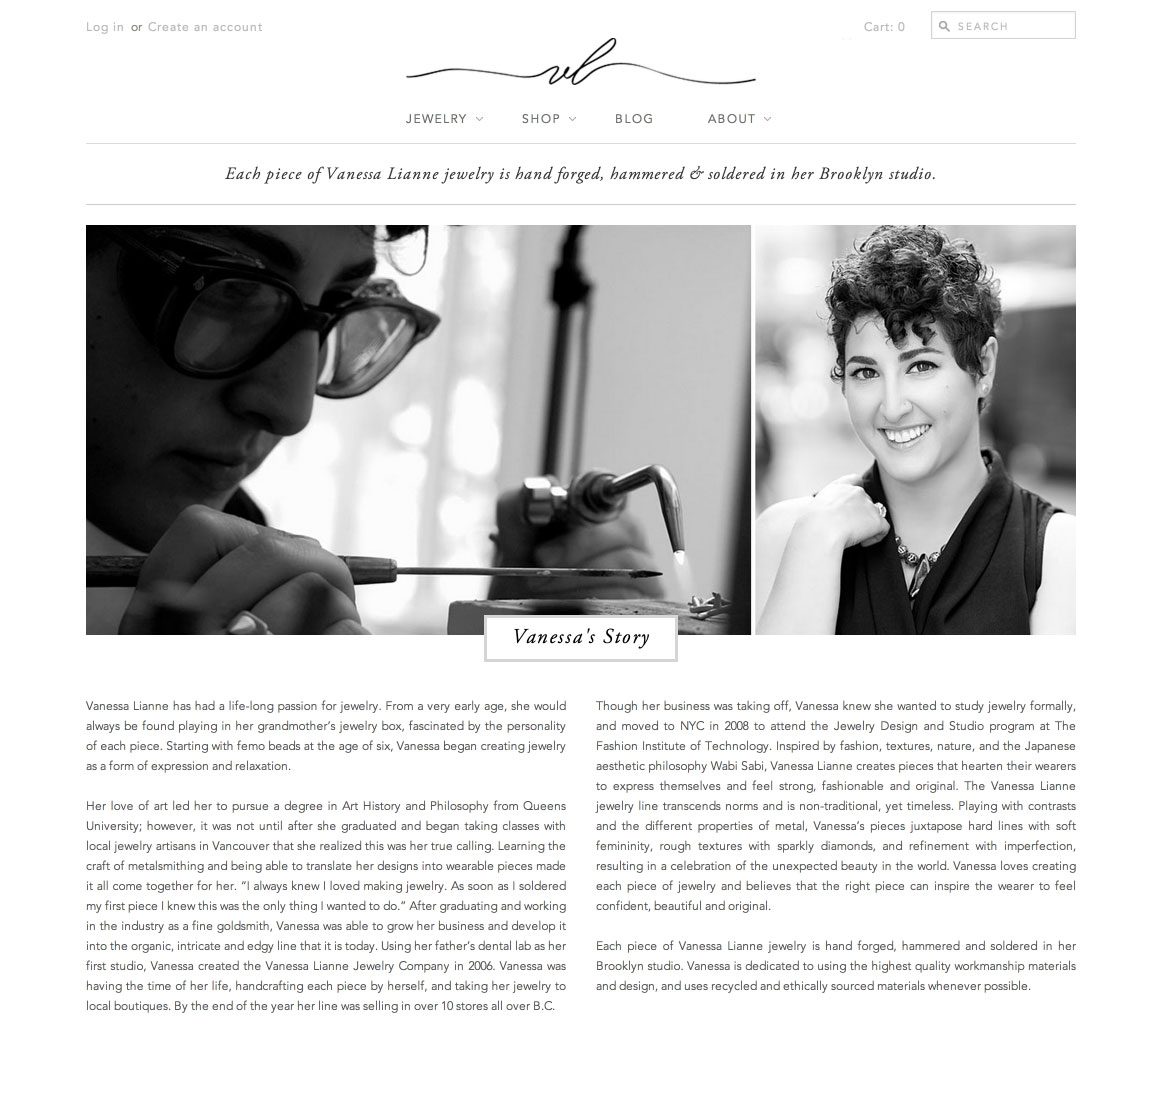 Log in or Create an account
Cart: 0
SEARCH
vl
JEWELRY
SHOP
BLOG
ABOUT
Each piece of Vanessa Lianne jewelry is hand forged, hammered & soldered in her Brooklyn studio.
Vanessa's Story
Vanessa Lianne has had a life-long passion for jewelry. From a very early age, she would
always be found playing in her grandmother’s jewelry box, fascinated by the personality
of each piece. Starting with femo beads at the age of six, Vanessa began creating jewelry
as a form of expression and relaxation.
Her love of art led her to pursue a degree in Art History and Philosophy from Queens
University; however, it was not until after she graduated and began taking classes with
local jewelry artisans in Vancouver that she realized this was her true calling. Learning the
craft of metalsmithing and being able to translate her designs into wearable pieces made
it all come together for her. “I always knew I loved making jewelry. As soon as I soldered
my first piece I knew this was the only thing I wanted to do.” After graduating and working
in the industry as a fine goldsmith, Vanessa was able to grow her business and develop it
into the organic, intricate and edgy line that it is today. Using her father’s dental lab as her
first studio, Vanessa created the Vanessa Lianne Jewelry Company in 2006. Vanessa was
having the time of her life, handcrafting each piece by herself, and taking her jewelry to
local boutiques. By the end of the year her line was selling in over 10 stores all over B.C.
Though her business was taking off, Vanessa knew she wanted to study jewelry formally,
and moved to NYC in 2008 to attend the Jewelry Design and Studio program at The
Fashion Institute of Technology. Inspired by fashion, textures, nature, and the Japanese
aesthetic philosophy Wabi Sabi, Vanessa Lianne creates pieces that hearten their wearers
to express themselves and feel strong, fashionable and original. The Vanessa Lianne
jewelry line transcends norms and is non-traditional, yet timeless. Playing with contrasts
and the different properties of metal, Vanessa’s pieces juxtapose hard lines with soft
femininity, rough textures with sparkly diamonds, and refinement with imperfection,
resulting in a celebration of the unexpected beauty in the world. Vanessa loves creating
each piece of jewelry and believes that the right piece can inspire the wearer to feel
confident, beautiful and original.
Each piece of Vanessa Lianne jewelry is hand forged, hammered and soldered in her
Brooklyn studio. Vanessa is dedicated to using the highest quality workmanship materials
and design, and uses recycled and ethically sourced materials whenever possible.